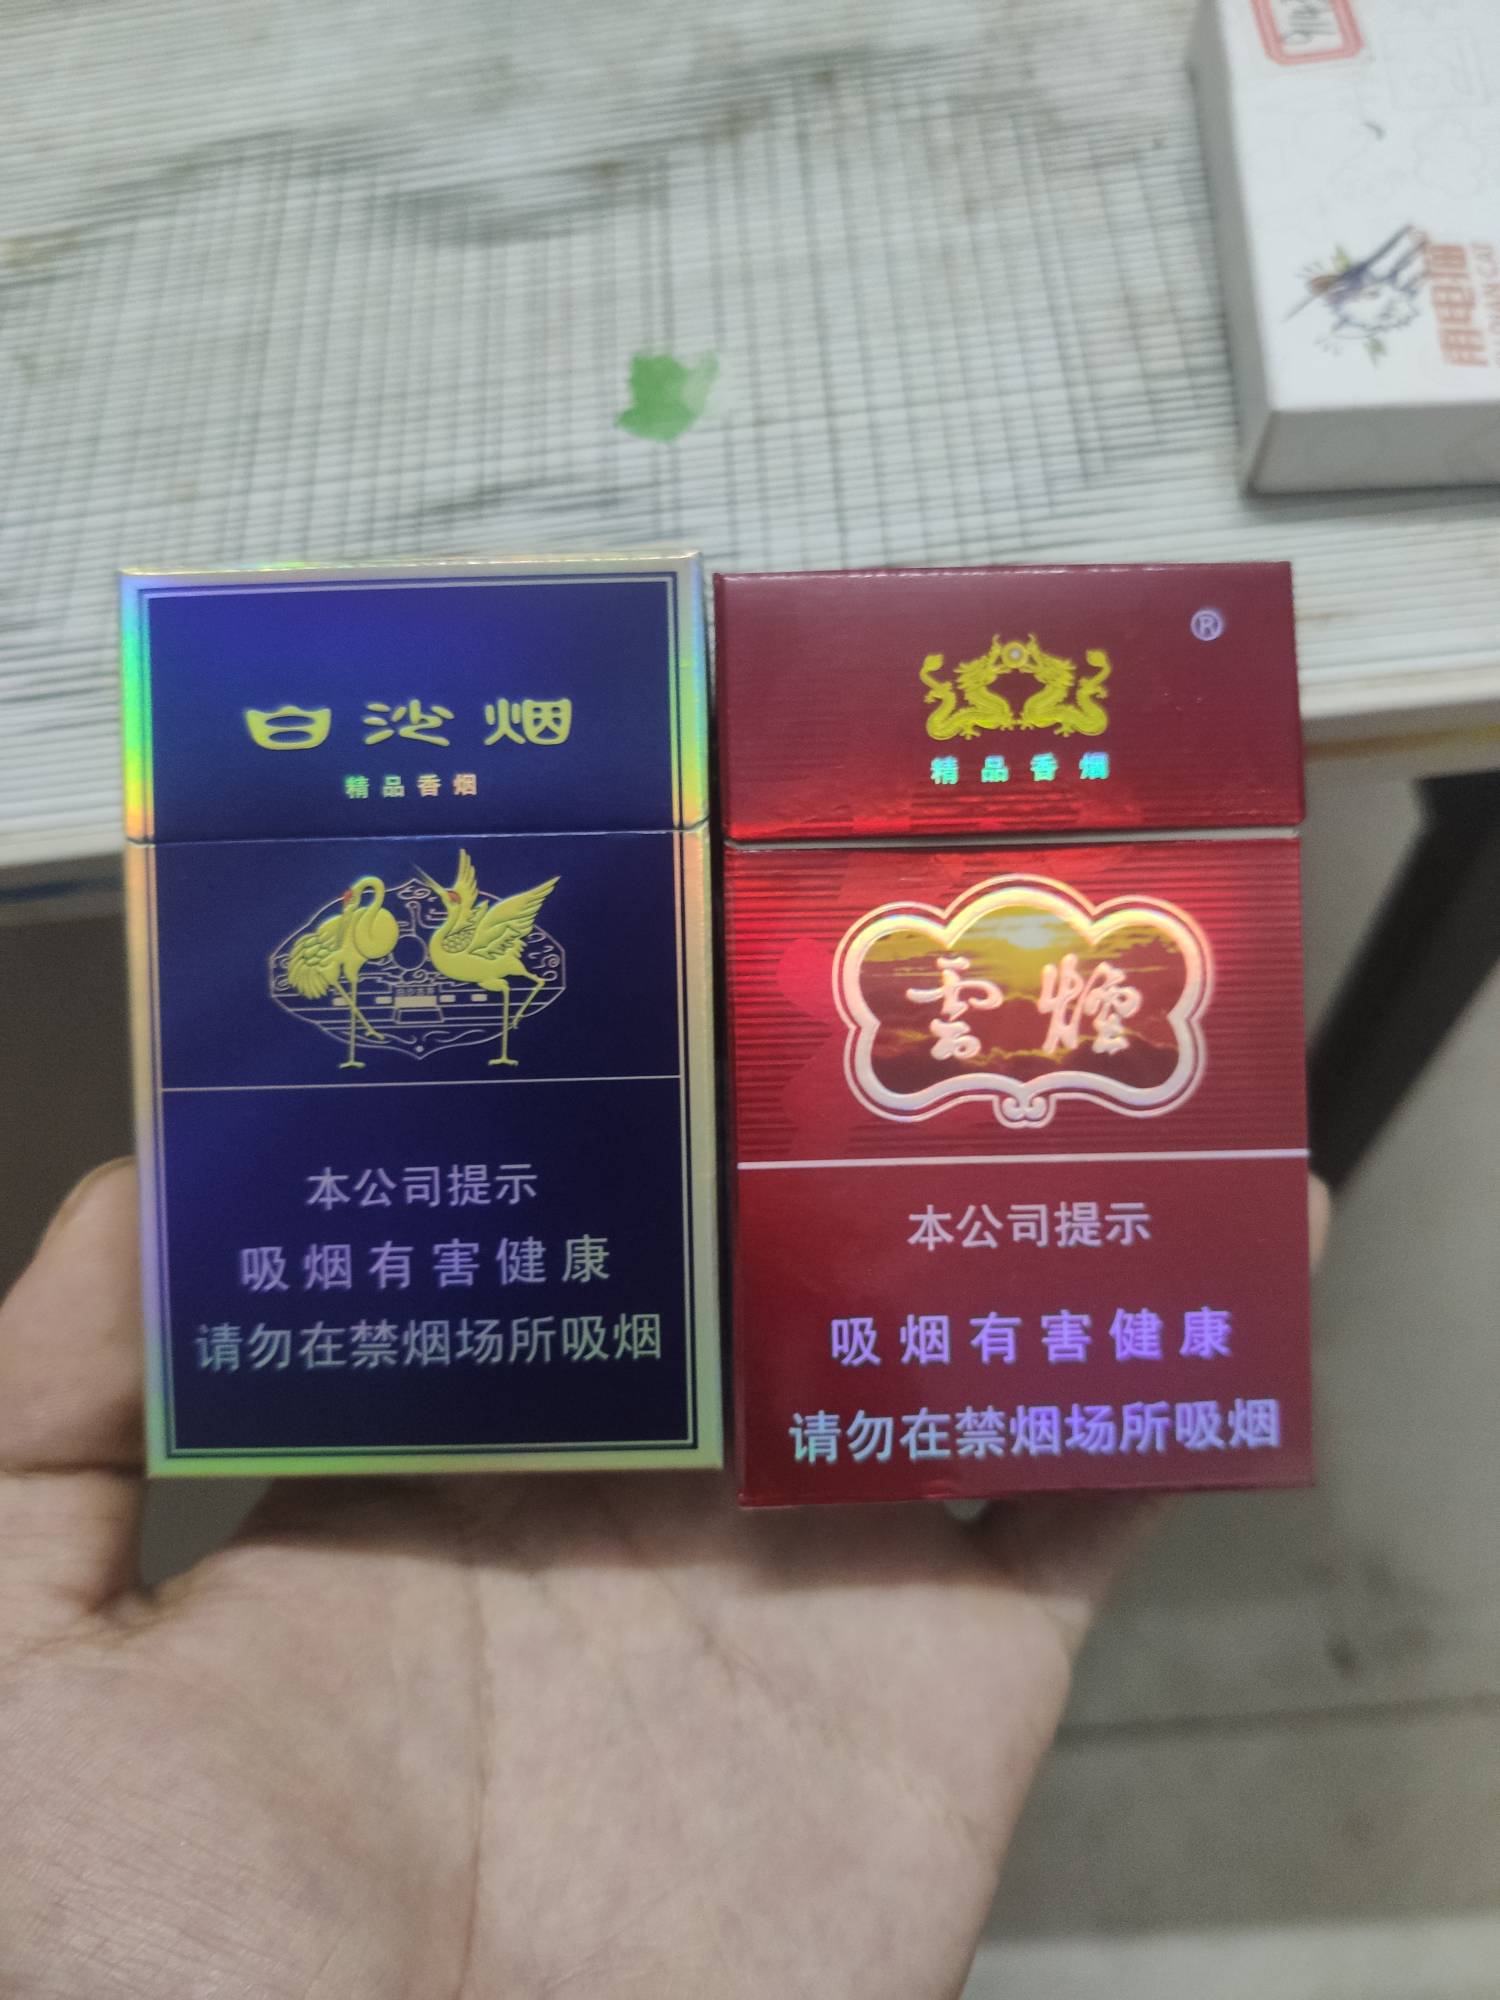 白沙烟
精品香烟
本公司提示
吸烟有害健康
请勿在禁烟场所吸烟
®
精品香烟
雲煙
本公司提示
吸烟有害健康
请勿在禁烟场所吸烟